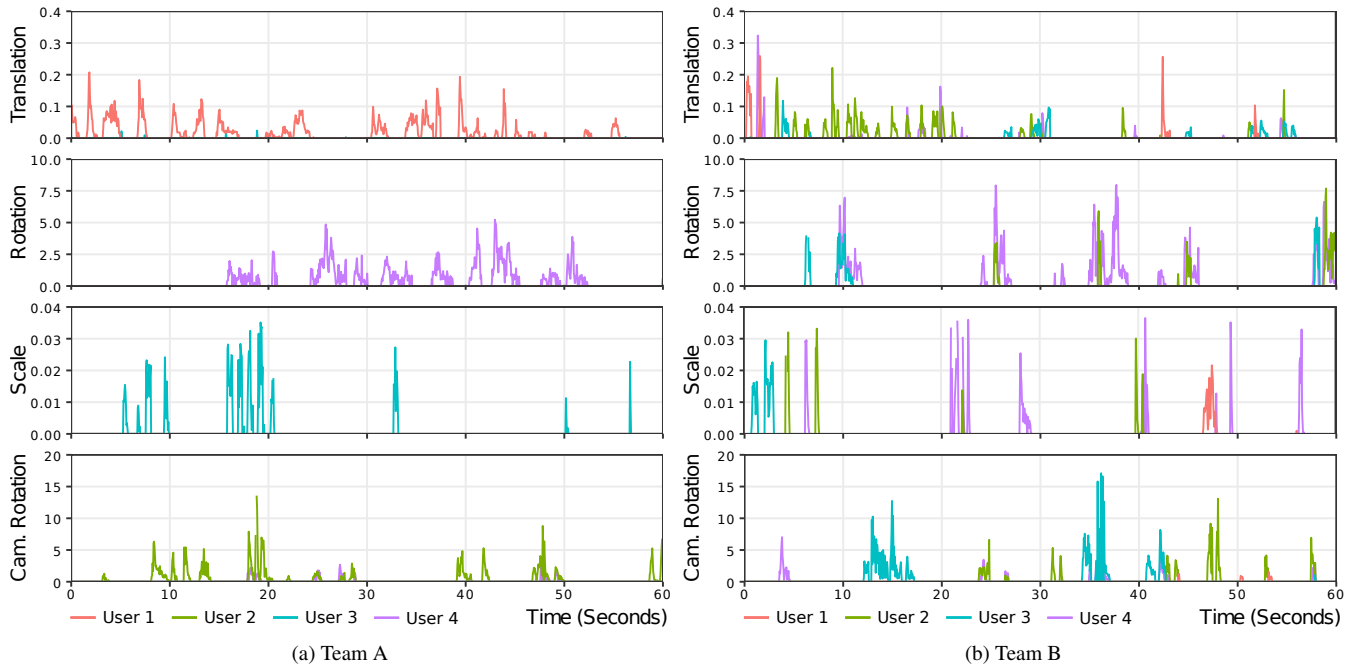 Translation
0.4
0.3
0.2
0.1
0.0
Rotation
10.0
7.5
5.0
2.5
0.0
Scale
0.04
0.03
0.02
0.01
0.00
Cam. Rotation
20
15
10
5
0
0 10 20 30 40 50 60
User 1 User 2 User 3 User 4 Time (Seconds)
(a) Team A
Translation
0.4
0.3
0.2
0.1
0.0
Rotation
10.0
7.5
5.0
2.5
0.0
Scale
0.04
0.03
0.02
0.01
0.00
Cam. Rotation
20
15
10
5
0
0 10 20 30 40 50 60
User 1 User 2 User 3 User 4 Time (Seconds)
(b) Team B